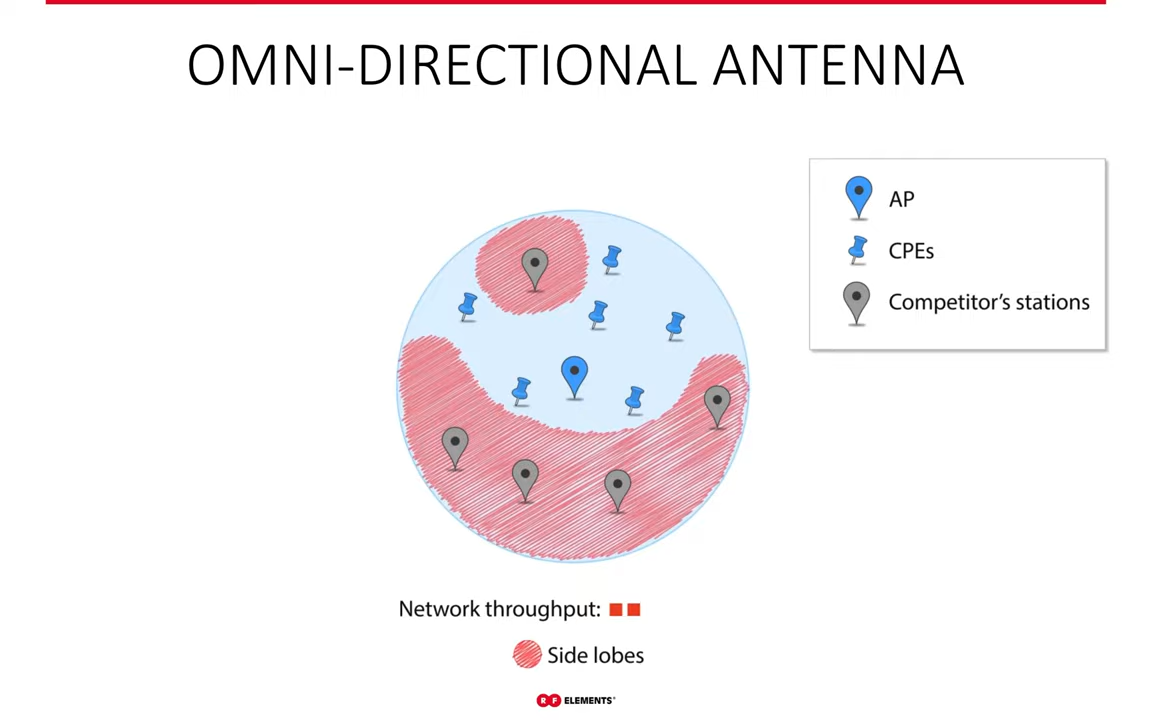 OMNI-DIRECTIONAL ANTENNA
AP
CPEs
Competitor's stations
Network throughput:
Side lobes
RF ELEMENTS®